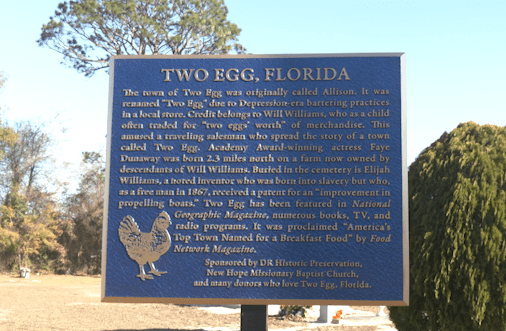 TWO EGG, FLORIDA
The town of Two Egg was originally called Allison. It was
renamed "Two Egg" due to Depression-era battering practices
in a local store. Credit belongs to Will Williams, who as a child
often traded for "two eggs' worth" of merchandise. This
amused a traveling salesman who spread the story of a town
called Two Egg. Academy Award-winning actress Faye
Dunaway was born 2.3 miles north on a farm now owned by
descendants of Will Williams. Buried in the cemetery is Elijah
Williams, a noted inventor who was born into slavery but who,
as a free man in 1867, received a patent for an "improvement in
propelling boats." Two Egg has been featured in National
Geographic Magazine, numerous books, TV, and
radio programs. It was proclaimed "America's
Top Town Named for a Breakfast Food" by Food
Network Magazine.
Sponsored by DR Historic Preservation,
New Hope Missionary Baptist Church,
and many donors who love Two Egg, Florida.